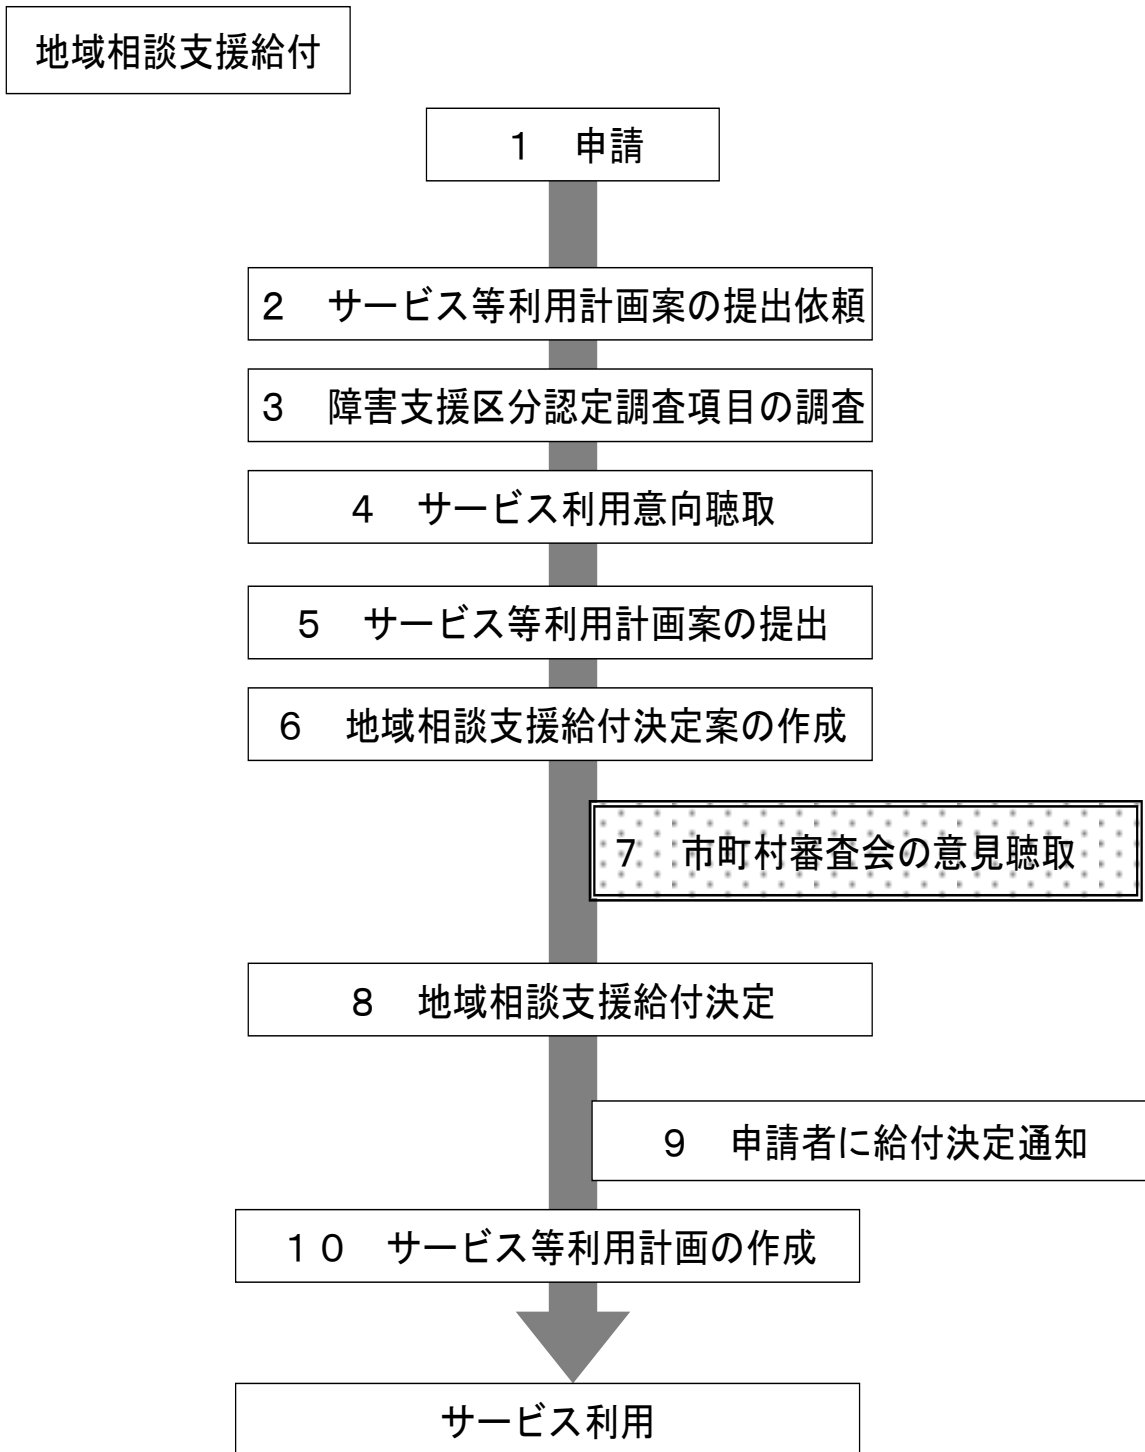 地域相談支援給付
１　申請
２　サービス等利用計画案の提出依頼
３　障害支援区分認定調査項目の調査
４　サービス利用意向聴取
５　サービス等利用計画案の提出
６　地域相談支援給付決定案の作成
７　市町村審査会の意見聴取
８　地域相談支援給付決定
９　申請者に給付決定通知
１０　サービス等利用計画の作成
サービス利用